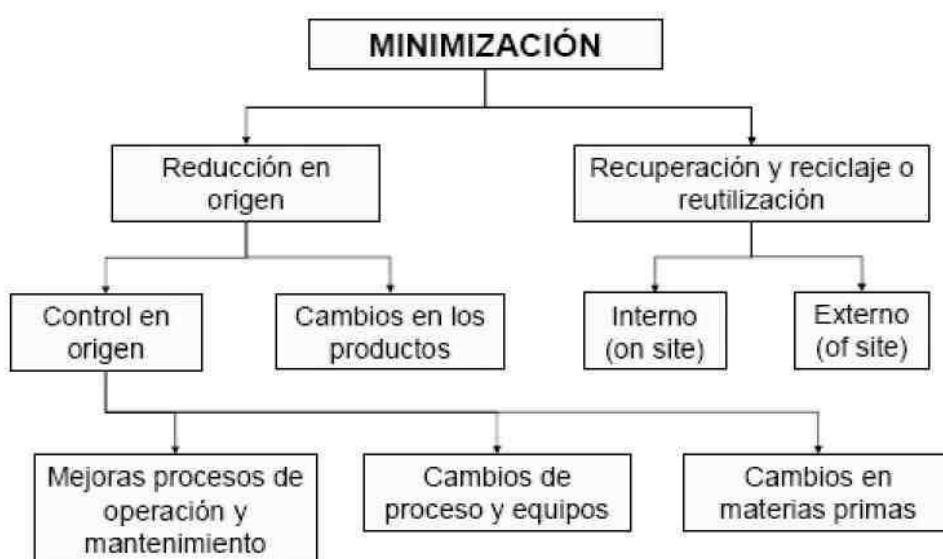 MINIMIZACIÓN
Reducción en
origen
Recuperación y reciclaje o
reutilización
Control en
origen
Cambios en los
productos
Interno
(on site)
Externo
(of site)
Mejoras procesos de
operación y
mantenimiento
Cambios de
proceso y equipos
Cambios en
materias primas